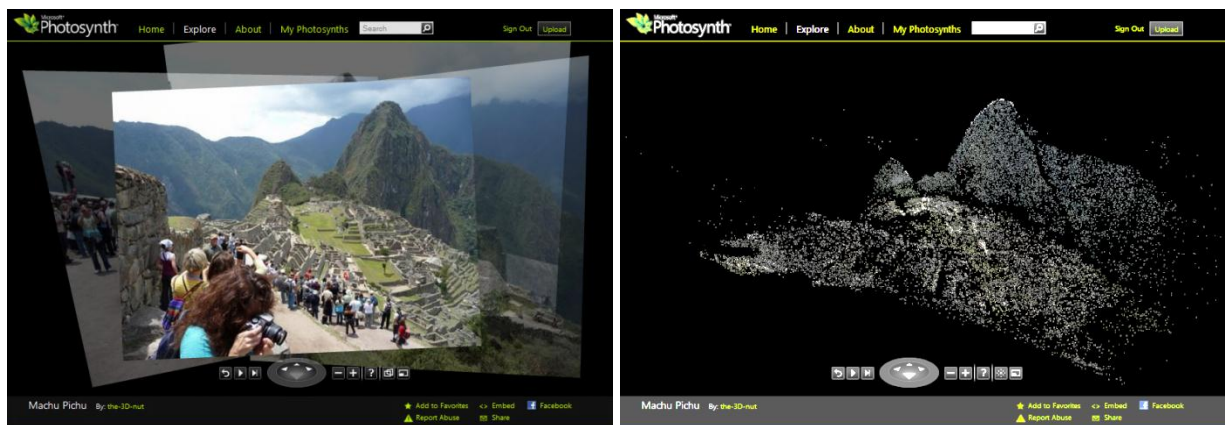 Microsoft®
Photosynth™ Home Explore About My Photosynths Search Sign Out Upload
Machu Pichu By: the-3D-nut
Add to Favorites <> Embed Facebook
Report Abuse Share
Microsoft®
Photosynth™ Home Explore About My Photosynths Sign Out Upload
Machu Pichu By: the-3D-nut
Add to Favorites <> Embed Facebook
Report Abuse Share